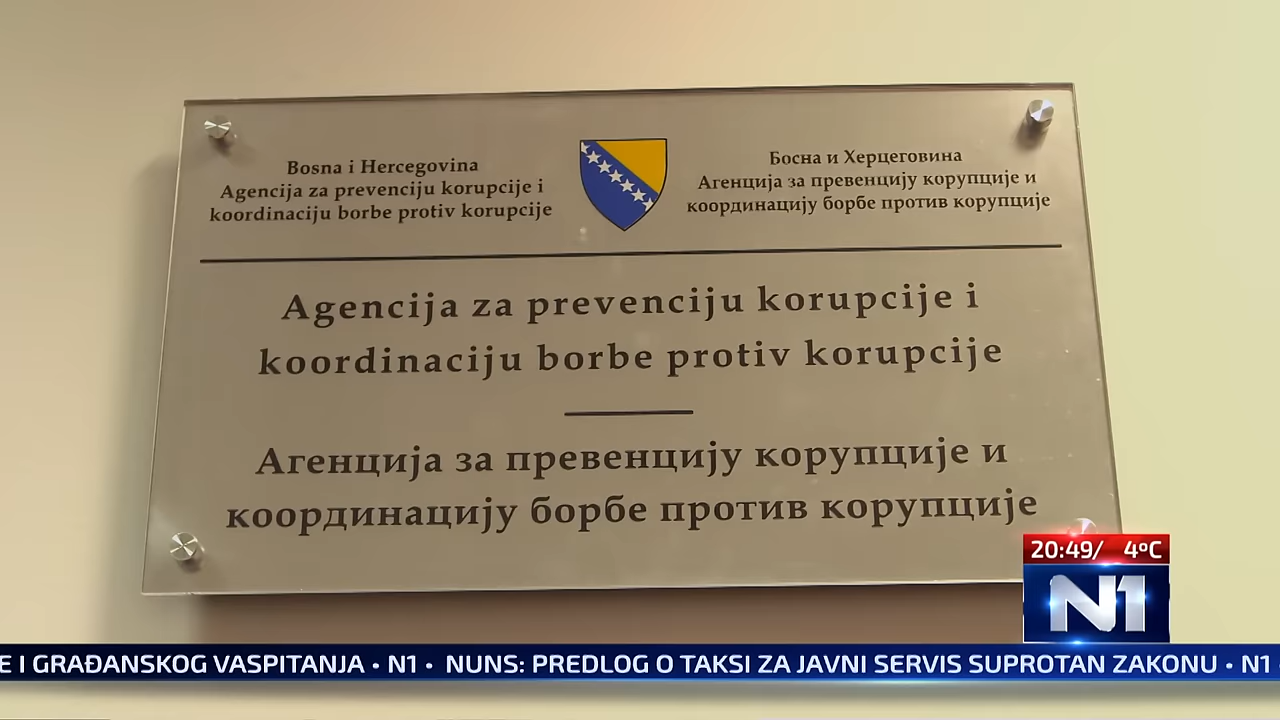 Bosna i Hercegovina
Agencija za prevenciju korupcije i
koordinaciju borbe protiv korupcije
Босна и Херцеговина
Агенција за превенцију корупције и
координацију борбе против корупције
Agencija za prevenciju korupcije i
koordinaciju borbe protiv korupcije
Агенција за превенцију корупције и
координацију борбе против корупције
20:49/ 4ºC
N1
E I GRAĐANSKOG VASPITANJA • N1 • NUNS: PREDLOG O TAKSI ZA JAVNI SERVIS SUPROTAN ZAKONU • N1